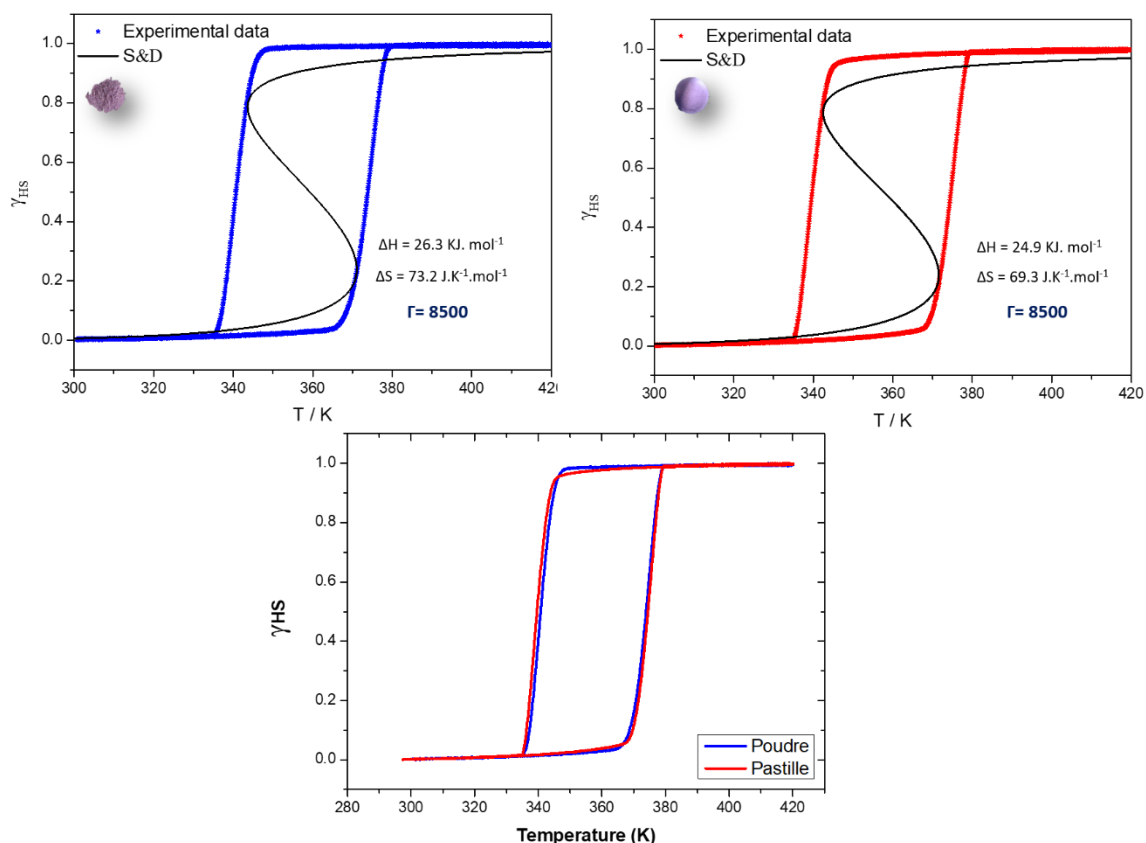 Experimental data
S&D
γHS
1.0
0.8
0.6
0.4
0.2
0.0
ΔH = 26.3 KJ. mol⁻¹
ΔS = 73.2 J.K⁻¹.mol⁻¹
Γ= 8500
300 320 340 360 380 400 420
T / K
Experimental data
S&D
γHS
1.0
0.8
0.6
0.4
0.2
0.0
ΔH = 24.9 KJ. mol⁻¹
ΔS = 69.3 J.K⁻¹.mol⁻¹
Γ= 8500
300 320 340 360 380 400 420
T / K
γHS
1.0
0.8
0.6
0.4
0.2
0.0
Poudre
Pastille
280 300 320 340 360 380 400 420
Temperature (K)